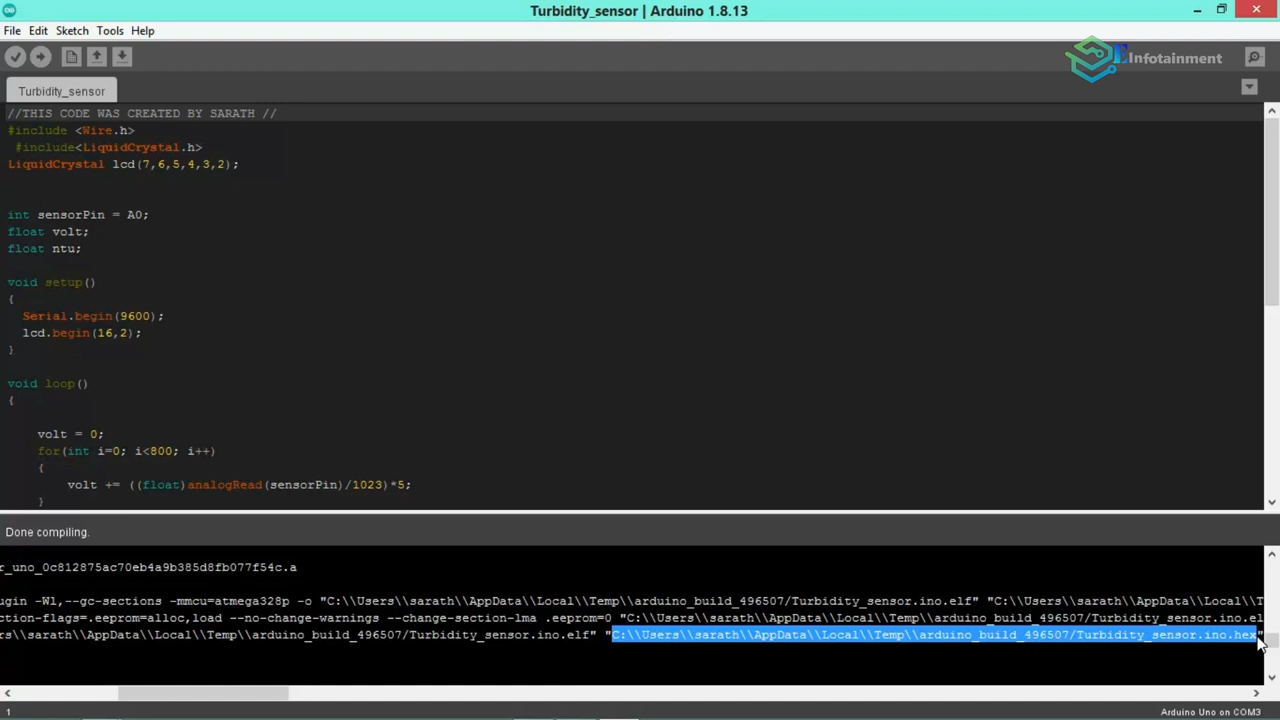 Turbidity_sensor | Arduino 1.8.13
File Edit Sketch Tools Help
E Infotainment
Turbidity_sensor
//THIS CODE WAS CREATED BY SARATH //
#include <Wire.h>
#include<LiquidCrystal.h>
LiquidCrystal lcd(7,6,5,4,3,2);
int sensorPin = A0;
float volt;
float ntu;
void setup()
{
Serial.begin(9600);
lcd.begin(16,2);
}
void loop()
{
volt = 0;
for(int i=0; i<800; i++)
{
volt += ((float)analogRead(sensorPin)/1023)*5;
}
Done compiling.
r_uno_0c812875ac70eb4a9b385d8fb077f54c.a
ugin -Wl,--gc-sections -mmcu=atmega328p -o "C:\\Users\\sarath\\AppData\\Local\\Temp\\arduino_build_496507/Turbidity_sensor.ino.elf" "C:\\Users\\sarath\\AppData\\Local\\T
ction-flags=.eeprom=alloc,load --no-change-warnings --change-section-lma .eeprom=0 "C:\\Users\\sarath\\AppData\\Local\\Temp\\arduino_build_496507/Turbidity_sensor.ino.el
rs\\sarath\\AppData\\Local\\Temp\\arduino_build_496507/Turbidity_sensor.ino.elf" "C:\\Users\\sarath\\AppData\\Local\\Temp\\arduino_build_496507/Turbidity_sensor.ino.hex"
1
Arduino Uno on COM3